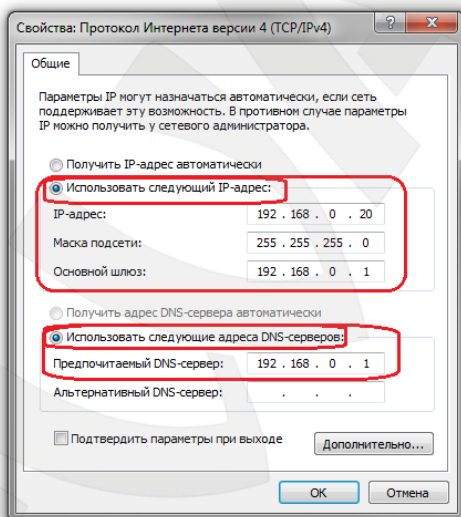 Свойства: Протокол Интернета версии 4 (TCP/IPv4)
Общие
Параметры IP могут назначаться автоматически, если сеть
поддерживает эту возможность. В противном случае параметры
IP можно получить у сетевого администратора.
Получить IP-адрес автоматически
Использовать следующий IP-адрес:
IP-адрес: 192 . 168 . 0 . 20
Маска подсети: 255 . 255 . 255 . 0
Основной шлюз: 192 . 168 . 0 . 1
Получить адрес DNS-сервера автоматически
Использовать следующие адреса DNS-серверов:
Предпочитаемый DNS-сервер: 192 . 168 . 0 . 1
Альтернативный DNS-сервер: . . .
Подтвердить параметры при выходе
Дополнительно...
ОК Отмена